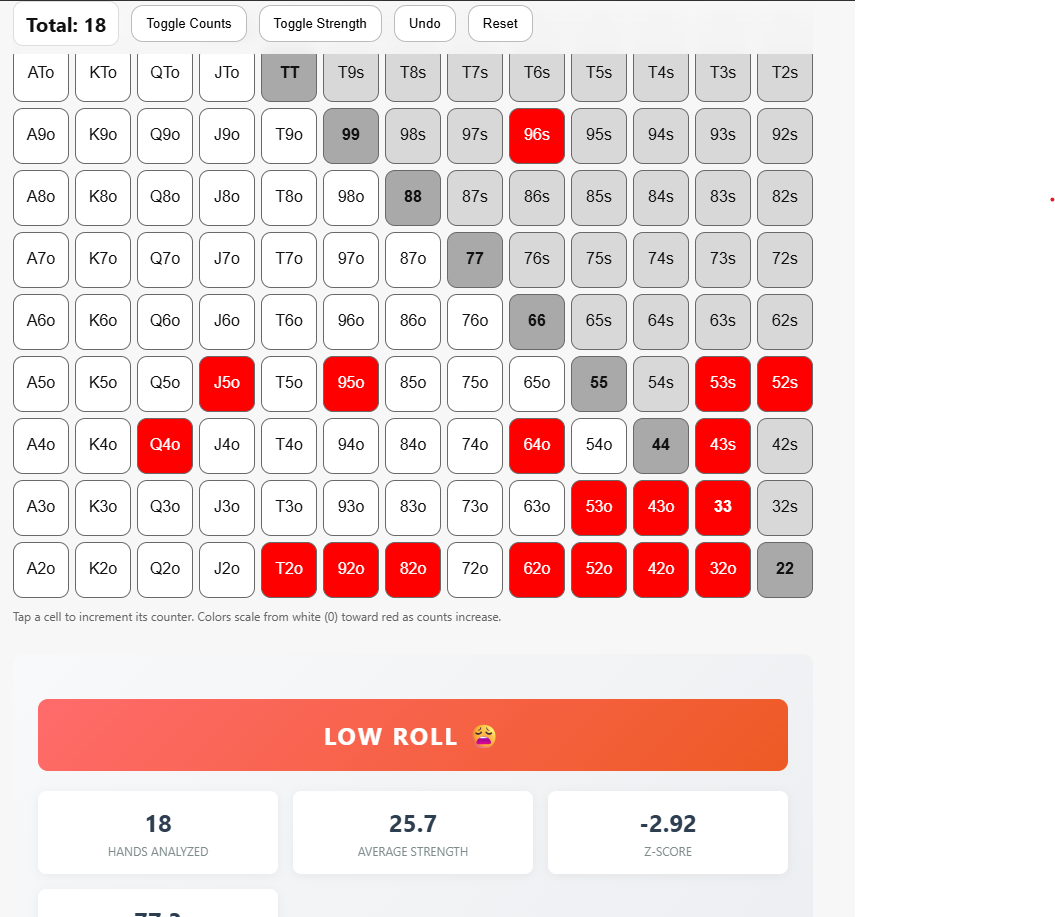 Total: 18 Toggle Counts Toggle Strength Undo Reset
ATo KTo QTo JTo TT T9s T8s T7s T6s T5s T4s T3s T2s
A9o K9o Q9o J9o T9o 99 98s 97s 96s 95s 94s 93s 92s
A8o K8o Q8o J8o T8o 98o 88 87s 86s 85s 84s 83s 82s
A7o K7o Q7o J7o T7o 97o 87o 77 76s 75s 74s 73s 72s
A6o K6o Q6o J6o T6o 96o 86o 76o 66 65s 64s 63s 62s
A5o K5o Q5o J5o T5o 95o 85o 75o 65o 55 54s 53s 52s
A4o K4o Q4o J4o T4o 94o 84o 74o 64o 54o 44 43s 42s
A3o K3o Q3o J3o T3o 93o 83o 73o 63o 53o 43o 33 32s
A2o K2o Q2o J2o T2o 92o 82o 72o 62o 52o 42o 32o 22
Tap a cell to increment its counter. Colors scale from white (0) toward red as counts increase.
LOW ROLL 😩
18 25.7 -2.92
HANDS ANALYZED AVERAGE STRENGTH Z-SCORE